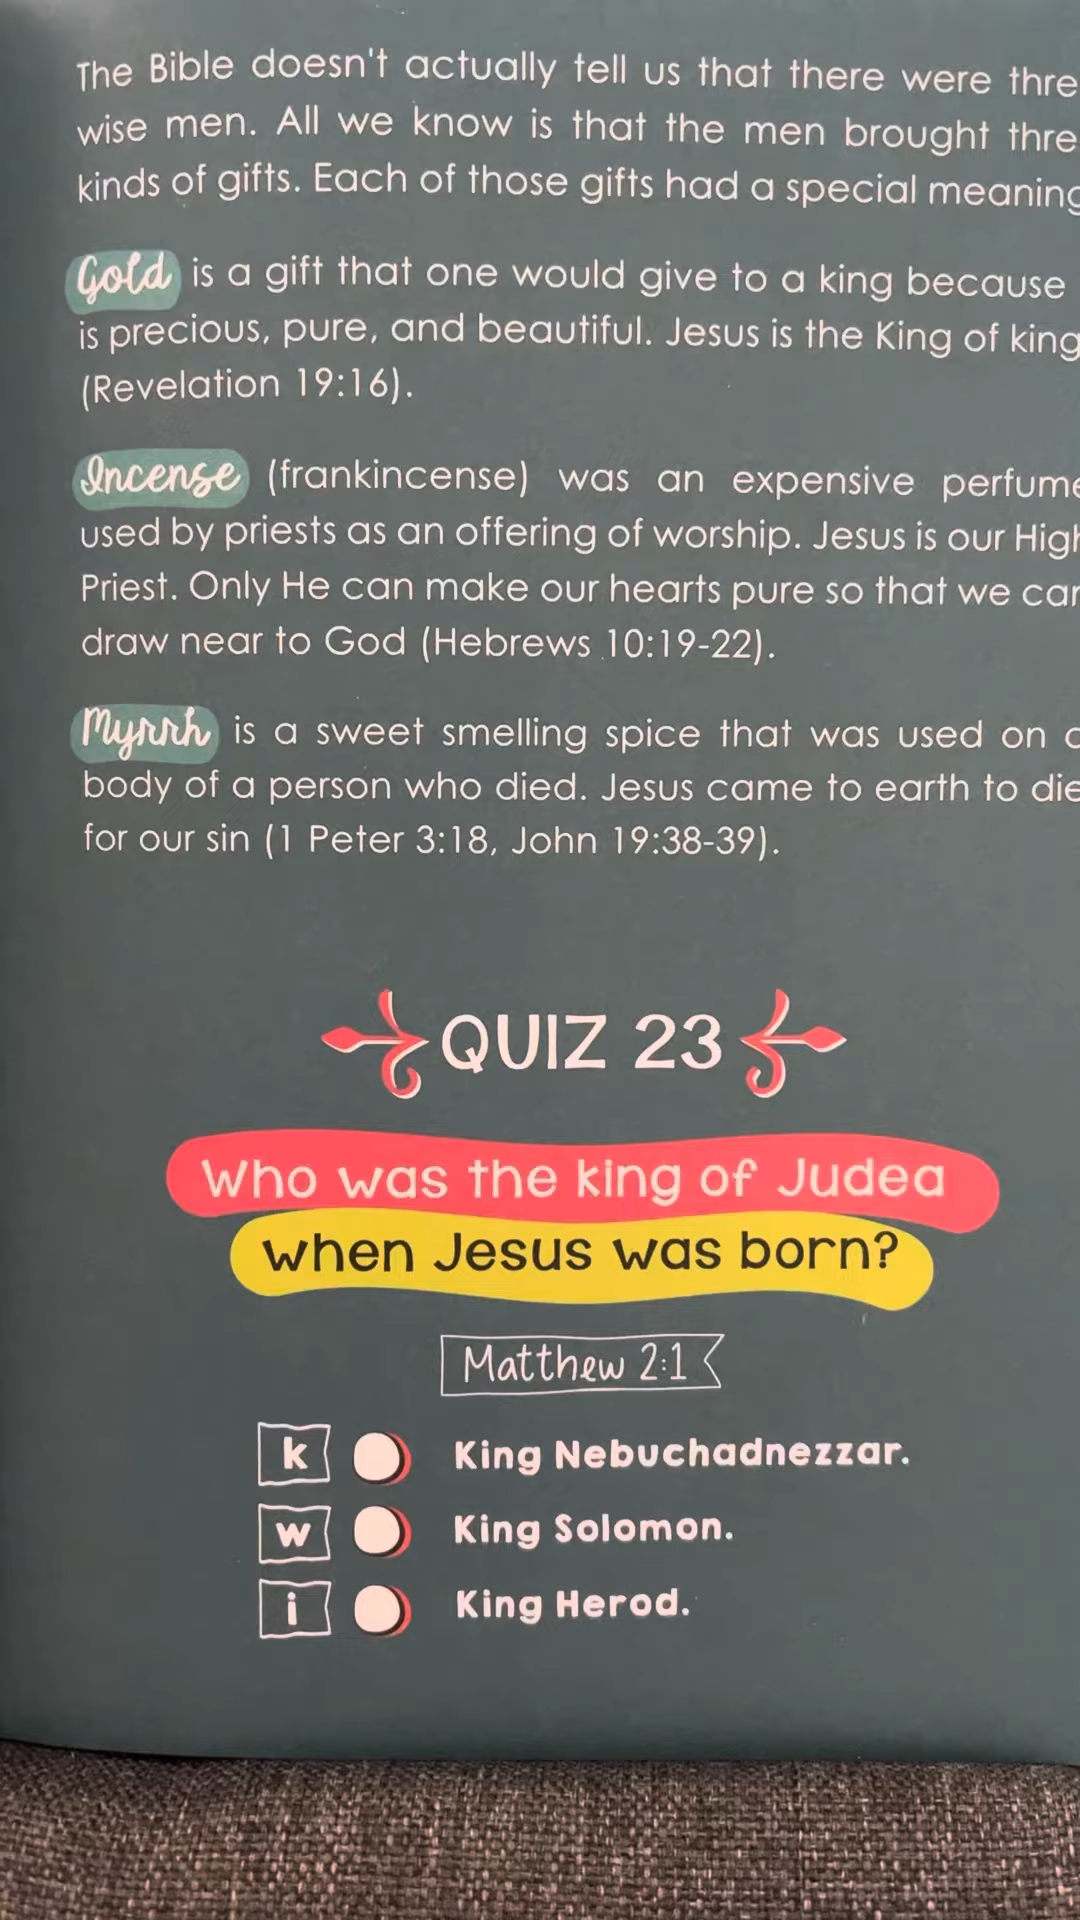 The Bible doesn't actually tell us that there were thre
wise men. All we know is that the men brought thre
kinds of gifts. Each of those gifts had a special meaning
Gold is a gift that one would give to a king because
is precious, pure, and beautiful. Jesus is the King of king
(Revelation 19:16).
Incense (frankincense) was an expensive perfume
used by priests as an offering of worship. Jesus is our High
Priest. Only He can make our hearts pure so that we can
draw near to God (Hebrews 10:19-22).
Myrrh is a sweet smelling spice that was used on
body of a person who died. Jesus came to earth to die
for our sin (1 Peter 3:18, John 19:38-39).
QUIZ 23
Who was the king of Judea
when Jesus was born?
Matthew 2:1
k King Nebuchadnezzar.
w King Solomon.
i King Herod.